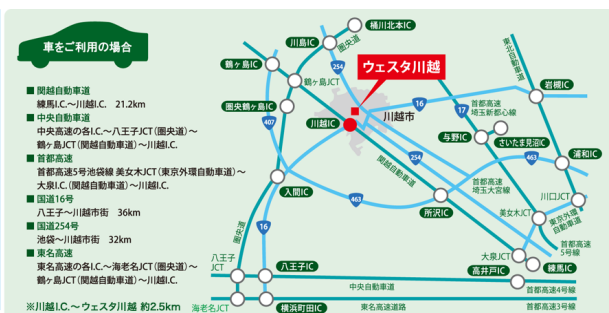 車をご利用の場合
■ 関越自動車道
練馬I.C.～川越I.C. 21.2km
■ 中央自動車道
中央高速の各I.C.～八王子JCT(圏央道)～
鶴ヶ島JCT(関越自動車道)～川越I.C.
■ 首都高速
首都高速5号池袋線 美女木JCT(東京外環自動車道)～
大泉I.C.(関越自動車道)～川越I.C.
■ 国道16号
八王子～川越市街 36km
■ 国道254号
池袋～川越市街 32km
■ 東名高速
東名高速の各I.C.～海老名JCT(圏央道)～
鶴ヶ島JCT(関越自動車道)～川越I.C.
※川越I.C.～ウェスタ川越 約2.5km
桶川北本IC
川島IC
圏央道
254
鶴ヶ島IC
鶴ヶ島JCT
ウェスタ川越
東北自動車道
岩槻IC
圏央鶴ヶ島IC
16
17
首都高速
埼玉新都心線
407
川越IC
川越市
与野IC
さいたま見沼IC
関越自動車道
254
463
浦和IC
入間IC
首都高速
埼玉大宮線
川口JCT
463
所沢IC
美女木JCT
東京外環
自動車道
16
圏央道
首都高速
5号線
大泉JCT
練馬IC
八王子
JCT
八王子IC
高井戸IC
中央自動車道
首都高速4号線
海老名JCT
横浜町田IC
東名高速道路
首都高速3号線